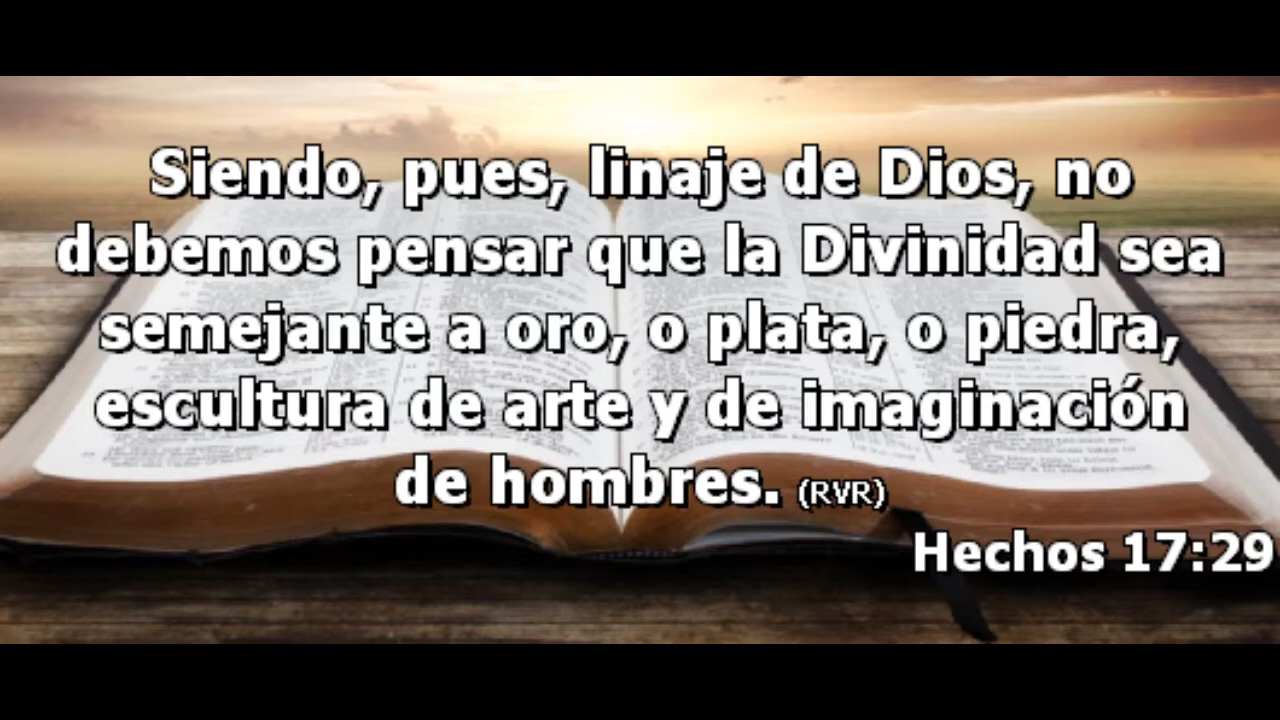 Siendo, pues, linaje de Dios, no
debemos pensar que la Divinidad sea
semejante a oro, o plata, o piedra,
escultura de arte y de imaginación
de hombres. (RVR)
Hechos 17:29